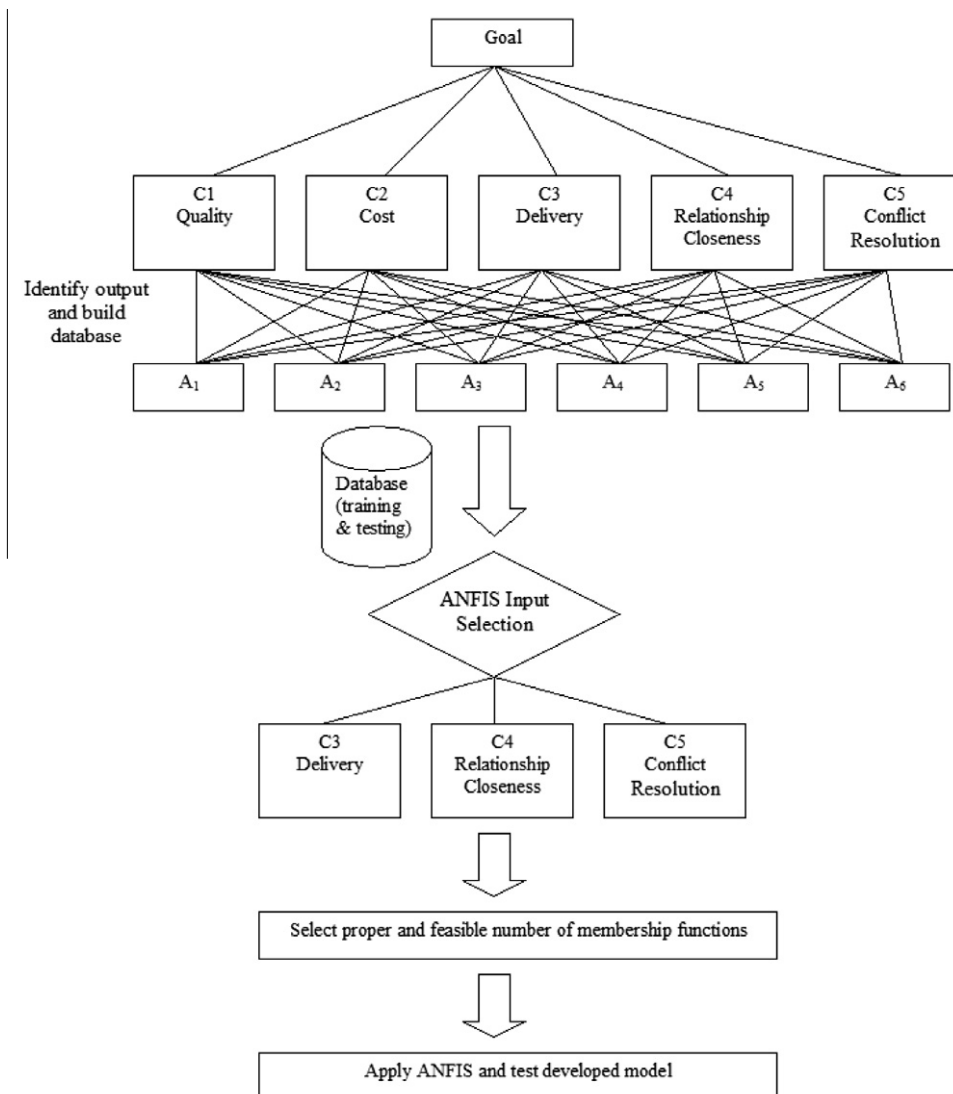 Goal
C1
Quality
C2
Cost
C3
Delivery
C4
Relationship
Closeness
C5
Conflict
Resolution
Identify output
and build
database
A₁
A₂
A₃
A₄
A₅
A₆
Database
(training
& testing)
ANFIS Input
Selection
C3
Delivery
C4
Relationship
Closeness
C5
Conflict
Resolution
Select proper and feasible number of membership functions
Apply ANFIS and test developed model